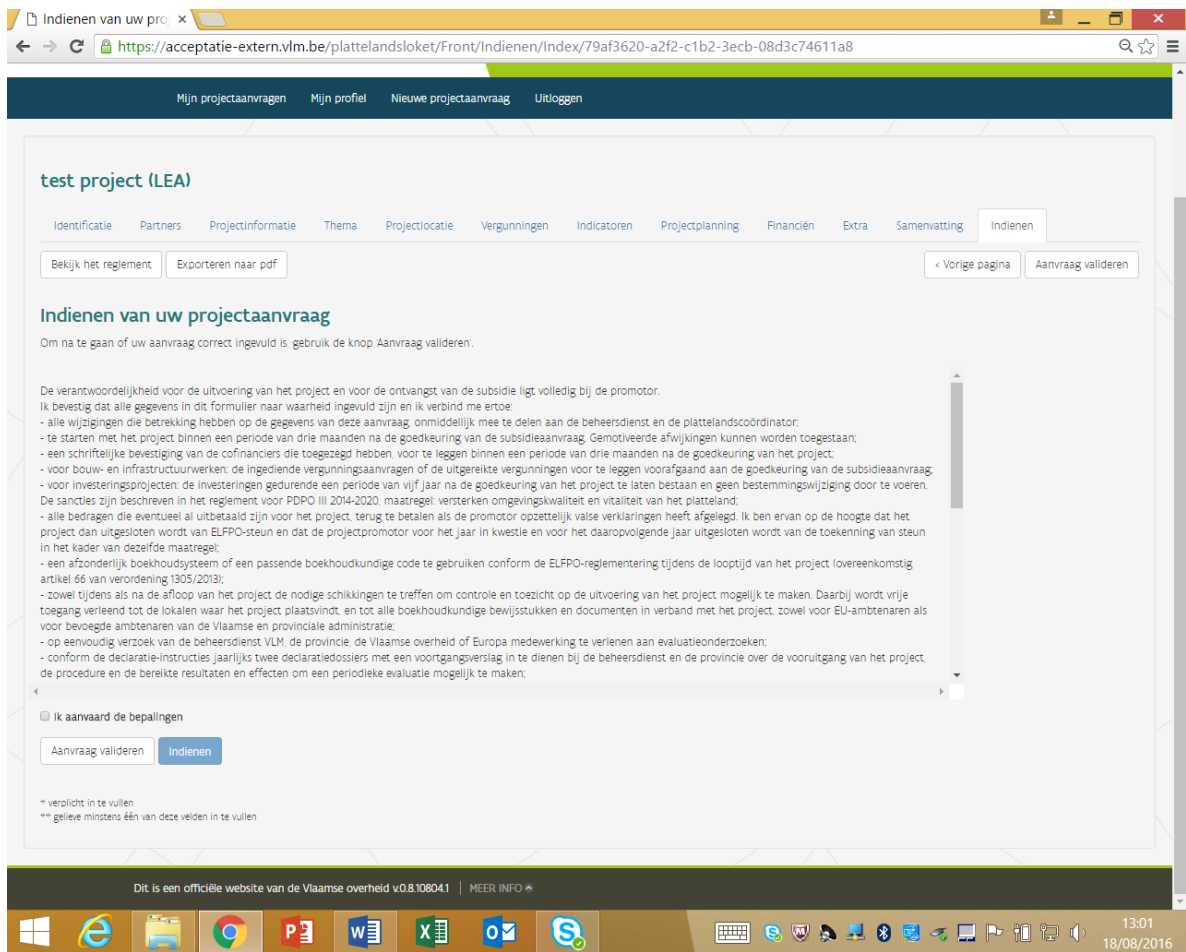 Indienen van uw pro
https://acceptatie-extern.vlm.be/plattelandsloket/Front/Indienen/Index/79af3620-a2f2-c1b2-3ecb-08d3c74611a8
Mijn projectaanvragen Mijn profiel Nieuwe projectaanvraag Uitloggen
test project (LEA)
Identificatie Partners Projectinformatie Thema Projectlocatie Vergunningen Indicatoren Projectplanning Financiën Extra Samenvatting Indienen
Bekijk het reglement Exporteren naar pdf < Vorige pagina Aanvraag valideren
Indienen van uw projectaanvraag
Om na te gaan of uw aanvraag correct ingevuld is, gebruik de knop 'Aanvraag valideren'.
De verantwoordelijkheid voor de uitvoering van het project en voor de ontvangst van de subsidie ligt volledig bij de promotor.
Ik bevestig dat alle gegevens in dit formulier naar waarheid ingevuld zijn en ik verbind me ertoe:
- alle wijzigingen die betrekking hebben op de gegevens van deze aanvraag, onmiddellijk mee te delen aan de beheersdienst en de plattelandscoördinator;
- te starten met het project binnen een periode van drie maanden na de goedkeuring van de subsidieaanvraag. Gemotiveerde afwijkingen kunnen worden toegestaan;
- een schriftelijke bevestiging van de cofinanciers die toegezegd hebben, voor te leggen binnen een periode van drie maanden na de goedkeuring van het project;
- voor bouw- en infrastructuurwerken: de ingediende vergunningsaanvragen of de uitgereikte vergunningen voor te leggen voorafgaand aan de goedkeuring van de subsidieaanvraag;
- voor investeringsprojecten: de investeringen gedurende een periode van vijf jaar na de goedkeuring van het project te laten bestaan en geen bestemmingswijziging door te voeren.
De sancties zijn beschreven in het reglement voor PDPO III 2014-2020, maatregel: versterken omgevingskwaliteit en vitaliteit van het platteland;
- alle bedragen die eventueel al uitbetaald zijn voor het project, terug te betalen als de promotor opzettelijk valse verklaringen heeft afgelegd. Ik ben ervan op de hoogte dat het
project dan uitgesloten wordt van ELFPO-steun en dat de projectpromotor voor het jaar in kwestie en voor het daaropvolgende jaar uitgesloten wordt van de toekenning van steun
in het kader van dezelfde maatregel;
- een afzonderlijk boekhoudsysteem of een passende boekhoudkundige code te gebruiken conform de ELFPO-reglementering tijdens de looptijd van het project (overeenkomstig
artikel 66 van verordening 1305/2013);
- zowel tijdens als na de afloop van het project de nodige schikkingen te treffen om controle en toezicht op de uitvoering van het project mogelijk te maken. Daarbij wordt vrije
toegang verleend tot de lokalen waar het project plaatsvindt, en tot alle boekhoudkundige bewijsstukken en documenten in verband met het project, zowel voor EU-ambtenaren als
voor bevoegde ambtenaren van de Vlaamse en provinciale administratie;
- op eenvoudig verzoek van de beheersdienst VLM, de provincie, de Vlaamse overheid of Europa medewerking te verlenen aan evaluatieonderzoeken;
- conform de declaratie-instructies jaarlijks twee declaratiedossiers met een voortgangsverslag in te dienen bij de beheersdienst en de provincie over de vooruitgang van het project,
de procedure en de bereikte resultaten en effecten om een periodieke evaluatie mogelijk te maken;
Ik aanvaard de bepalingen
Aanvraag valideren Indienen
* verplicht in te vullen
** gelieve minstens één van deze velden in te vullen
Dit is een officiële website van de Vlaamse overheid v.0.8.10804.1 | MEER INFO
13:01
18/08/2016